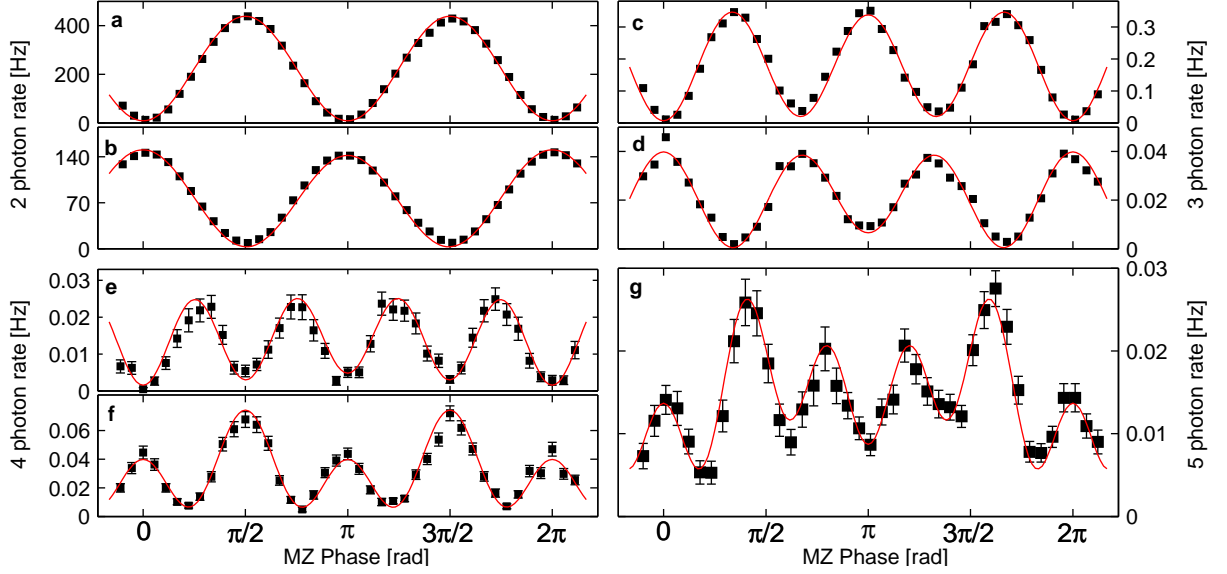 a
400
200
0
b
140
70
0
2 photon rate [Hz]
c
0.3
0.2
0.1
0
d
0.04
0.02
0
3 photon rate [Hz]
e
0.03
0.02
0.01
0
f
0.06
0.04
0.02
0
4 photon rate [Hz]
0 π/2 π 3π/2 2π
MZ Phase [rad]
g
0.03
0.02
0.01
0
5 photon rate [Hz]
0 π/2 π 3π/2 2π
MZ Phase [rad]